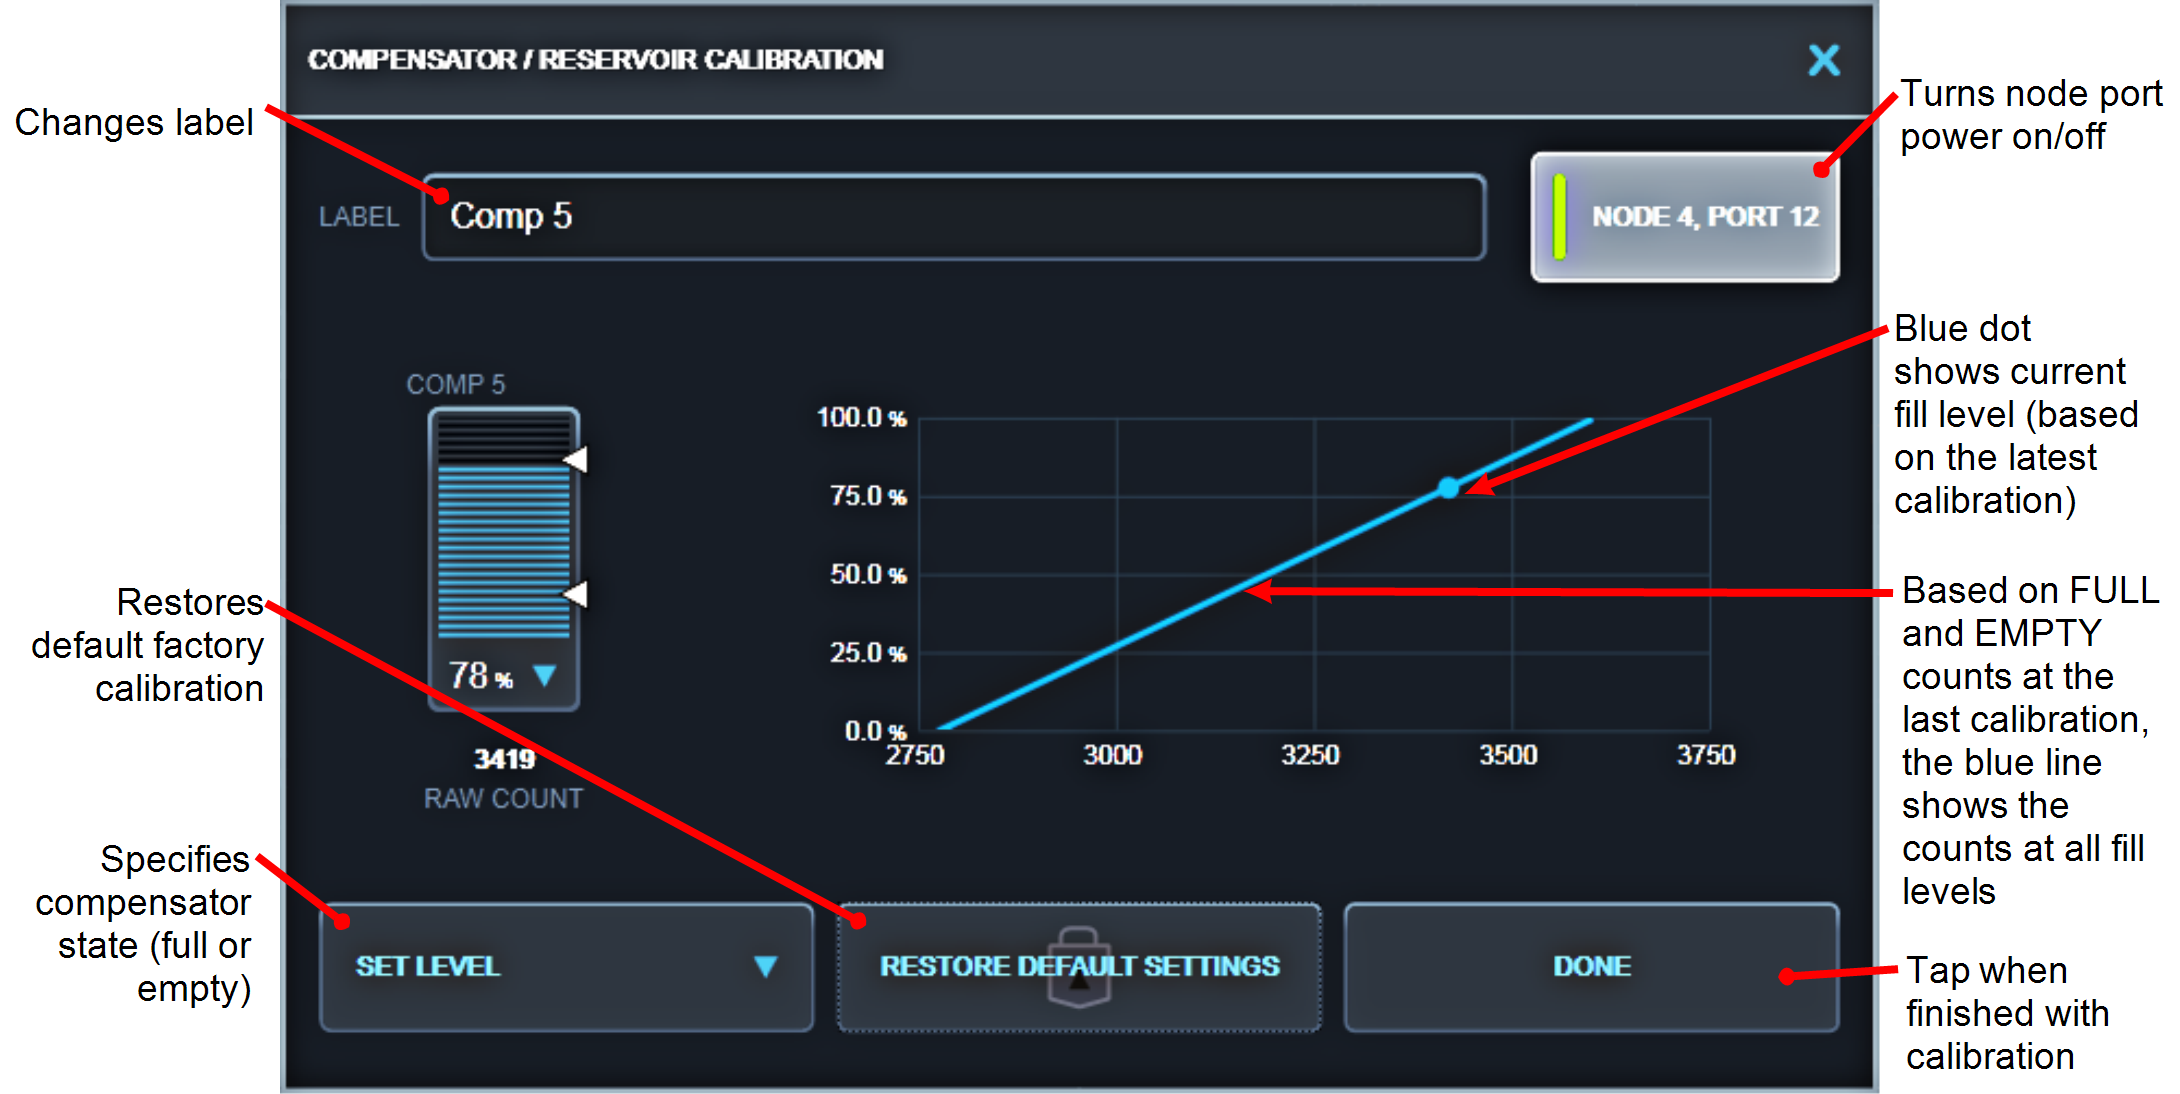 COMPENSATOR / RESERVOIR CALIBRATION
Changes label
Turns node port
power on/off
LABEL
Comp 5
NODE 4, PORT 12
COMP 5
78 %
3419
RAW COUNT
100.0 %
75.0 %
50.0 %
25.0 %
0.0 %
2750
3000
3250
3500
3750
Blue dot
shows current
fill level (based
on the latest
calibration)
Restores
default factory
calibration
Based on FULL
and EMPTY
counts at the
last calibration,
the blue line
shows the
counts at all fill
levels
Specifies
compensator
state (full or
empty)
SET LEVEL
RESTORE DEFAULT SETTINGS
DONE
Tap when
finished with
calibration